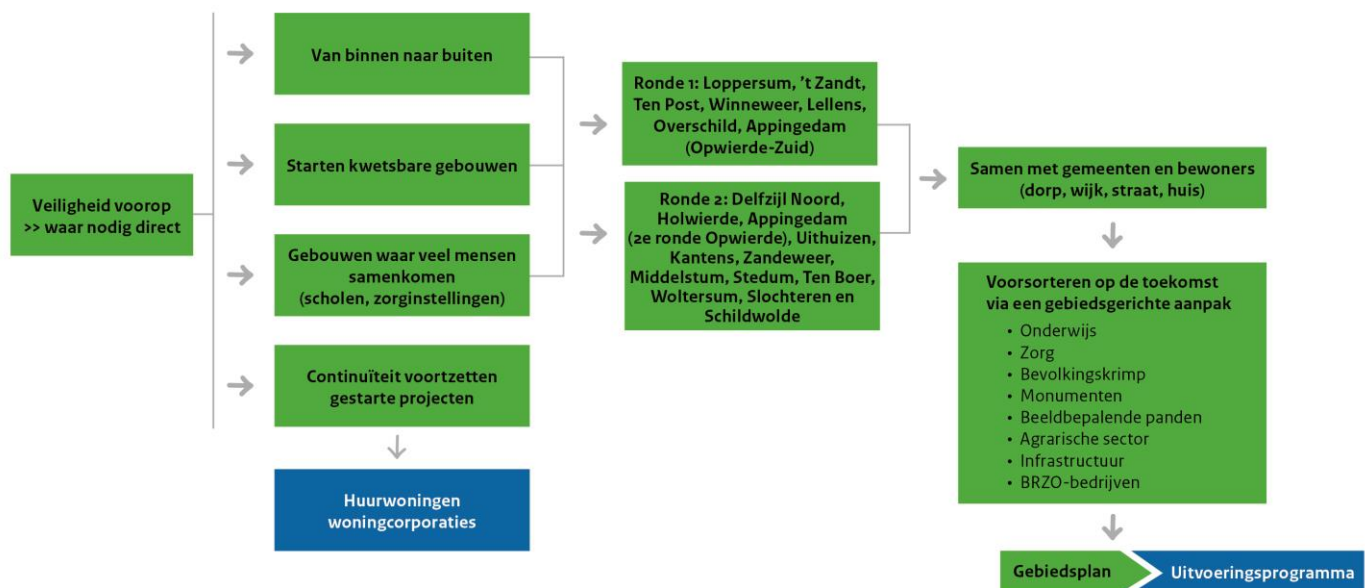 Veiligheid voorop
>> waar nodig direct
Van binnen naar buiten
Starten kwetsbare gebouwen
Gebouwen waar veel mensen
samenkomen
(scholen, zorginstellingen)
Continuïteit voortzetten
gestarte projecten
Huurwoningen
woningcorporaties
Ronde 1: Loppersum, ’t Zandt,
Ten Post, Winneweer, Lellens,
Overschild, Appingedam
(Opwierde-Zuid)
Ronde 2: Delfzijl Noord,
Holwierde, Appingedam
(2e ronde Opwierde), Uithuizen,
Kantens, Zandeweer,
Middelstum, Stedum, Ten Boer,
Woltersum, Slochteren en
Schildwolde
Samen met gemeenten en bewoners
(dorp, wijk, straat, huis)
Voorsorteren op de toekomst
via een gebiedsgerichte aanpak
• Onderwijs
• Zorg
• Bevolkingskrimp
• Monumenten
• Beeldbepalende panden
• Agrarische sector
• Infrastructuur
• BRZO-bedrijven
Gebiedsplan
Uitvoeringsprogramma